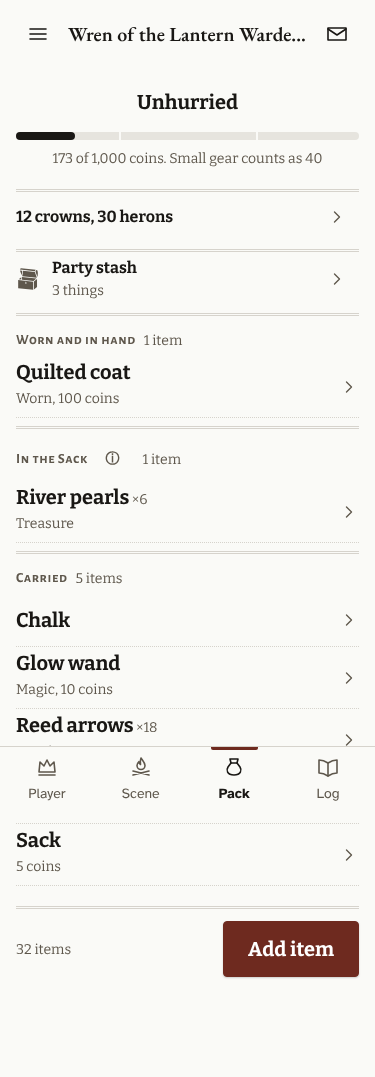 Wren of the Lantern Warde...
Unhurried
173 of 1,000 coins. Small gear counts as 40
12 crowns, 30 herons
Party stash
3 things
Worn and in hand 1 item
Quilted coat
Worn, 100 coins
In the Sack 1 item
River pearls ×6
Treasure
Carried 5 items
Chalk
Glow wand
Magic, 10 coins
Reed arrows ×18
Player
Scene
Pack
Log
Sack
5 coins
32 items
Add item